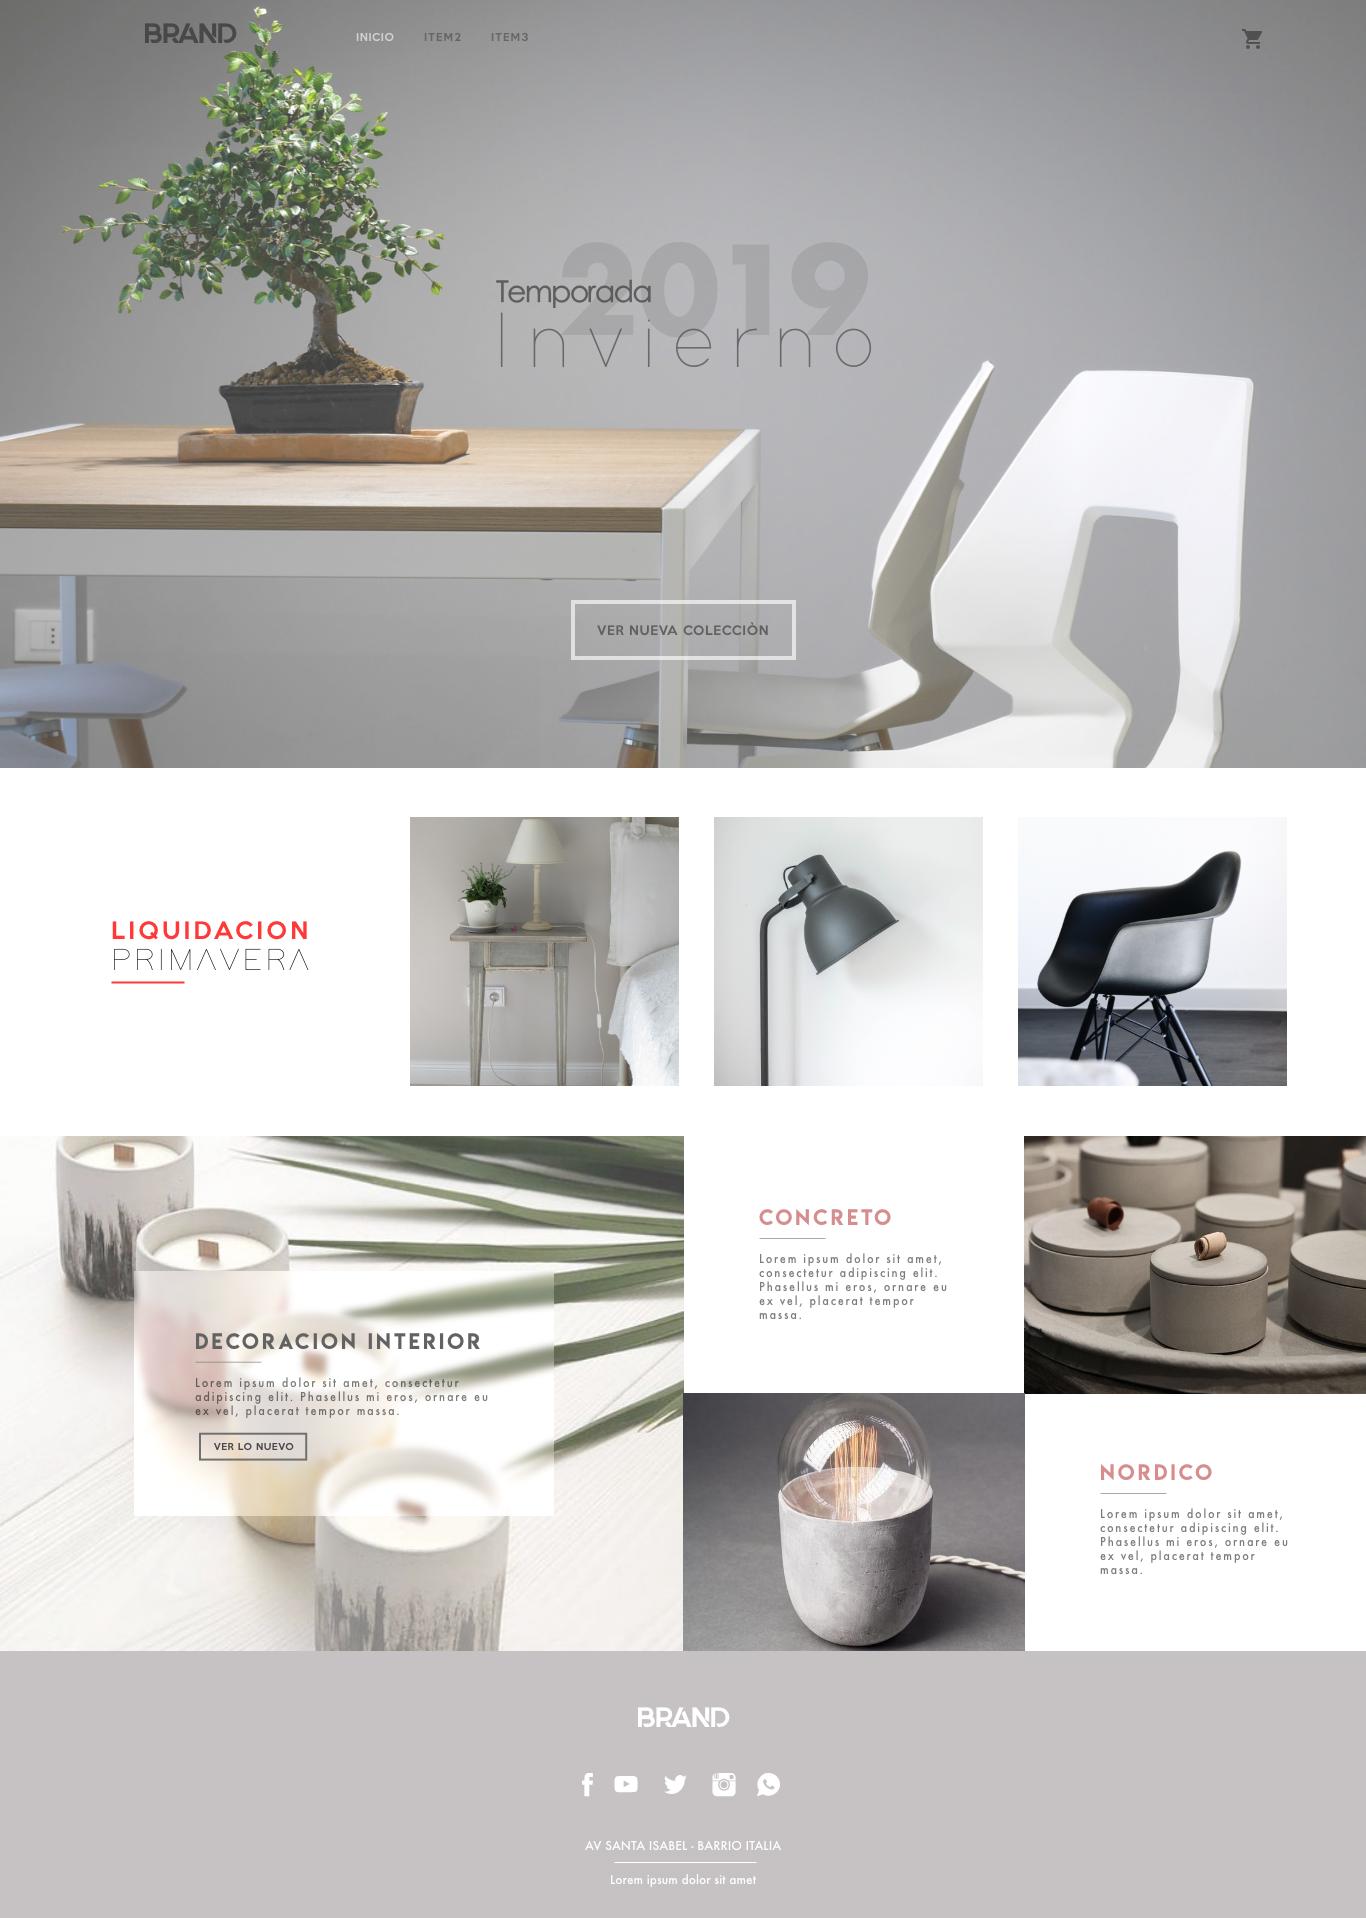 BRAND
INICIO ITEM2 ITEM3
2019
Temporada
Invierno
VER NUEVA COLECCIÒN
LIQUIDACION
PRIMAVERA
CONCRETO
Lorem ipsum dolor sit amet,
consectetur adipiscing elit.
Phasellus mi eros, ornare eu
ex vel, placerat tempor
massa.
DECORACION INTERIOR
Lorem ipsum dolor sit amet, consectetur
adipiscing elit. Phasellus mi eros, ornare eu
ex vel, placerat tempor massa.
VER LO NUEVO
NORDICO
Lorem ipsum dolor sit amet,
consectetur adipiscing elit.
Phasellus mi eros, ornare eu
ex vel, placerat tempor
massa.
BRAND
AV SANTA ISABEL - BARRIO ITALIA
Lorem ipsum dolor sit amet